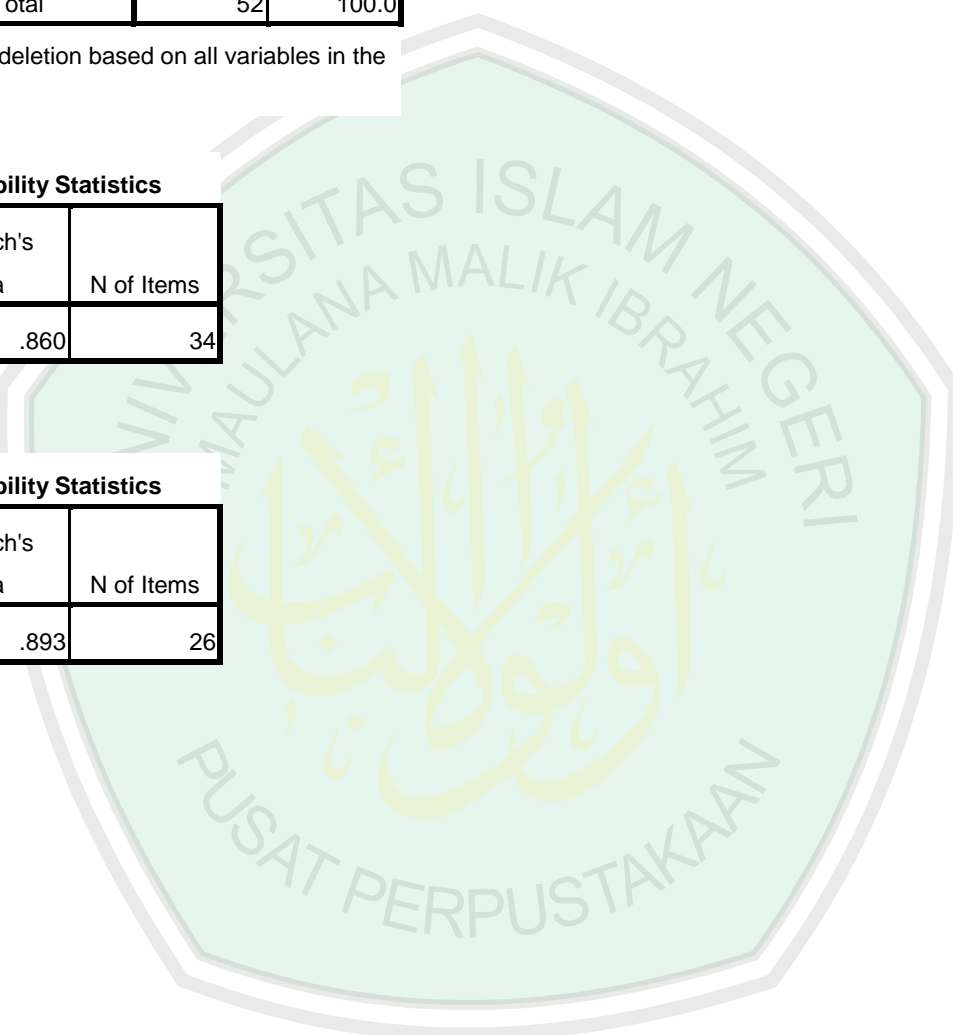 otal 52 100.0
deletion based on all variables in the
bility Statistics
ch's
a N of Items
.860 34
bility Statistics
ch's
a N of Items
.893 26
NIVERSITAS ISLAM NEGERI
MAULANA MALIK IBRAHIM
PUSAT PERPUSTAKAAN